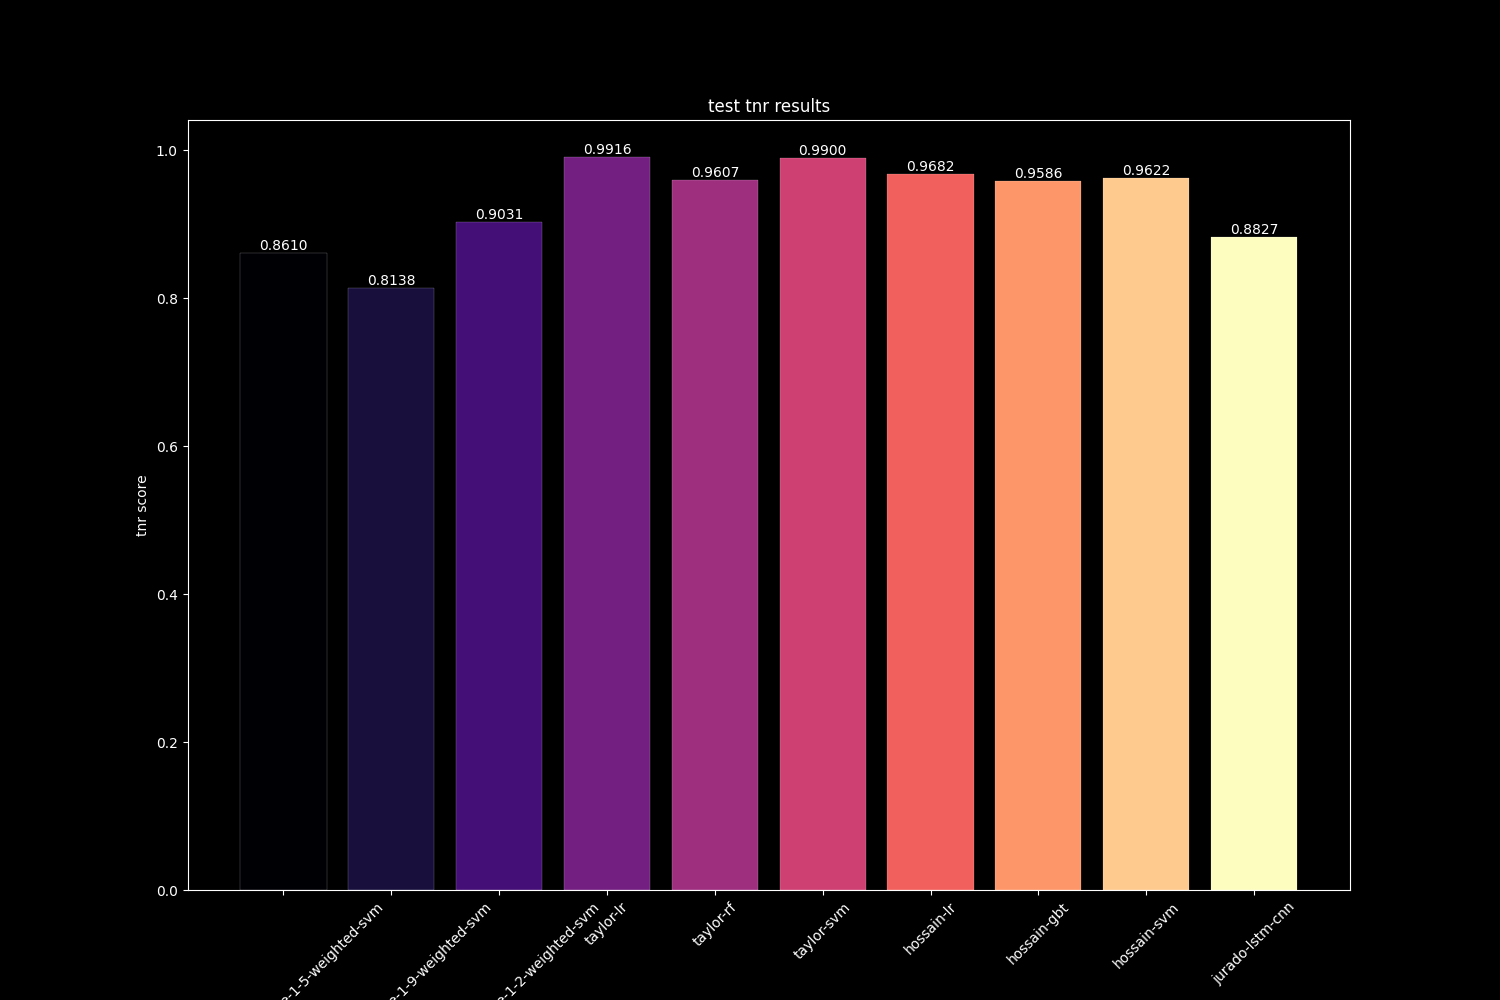 test tnr results
tnr score
1.0
0.8
0.6
0.4
0.2
0.0
0.8610
0.8138
0.9031
0.9916
0.9607
0.9900
0.9682
0.9586
0.9622
0.8827
-1-5-weighted-svm
-1-9-weighted-svm
-1-2-weighted-svm
taylor-lr
taylor-rf
taylor-svm
hossain-lr
hossain-gbt
hossain-svm
jurado-lstm-cnn